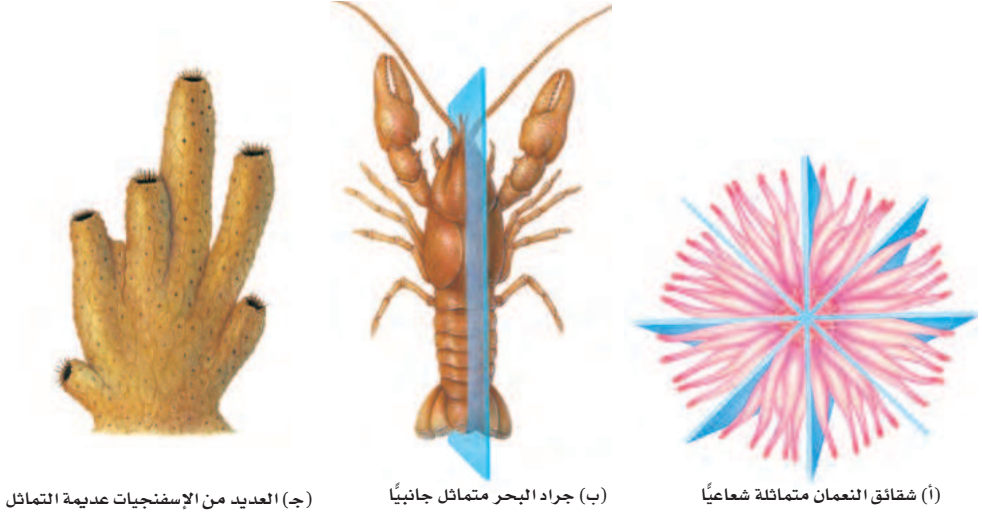 (أ) شقائق النعمان متماثلة شعاعيًّا
(ب) جراد البحر متماثل جانبيًّا
(جـ) العديد من الإسفنجيات عديمة التماثل